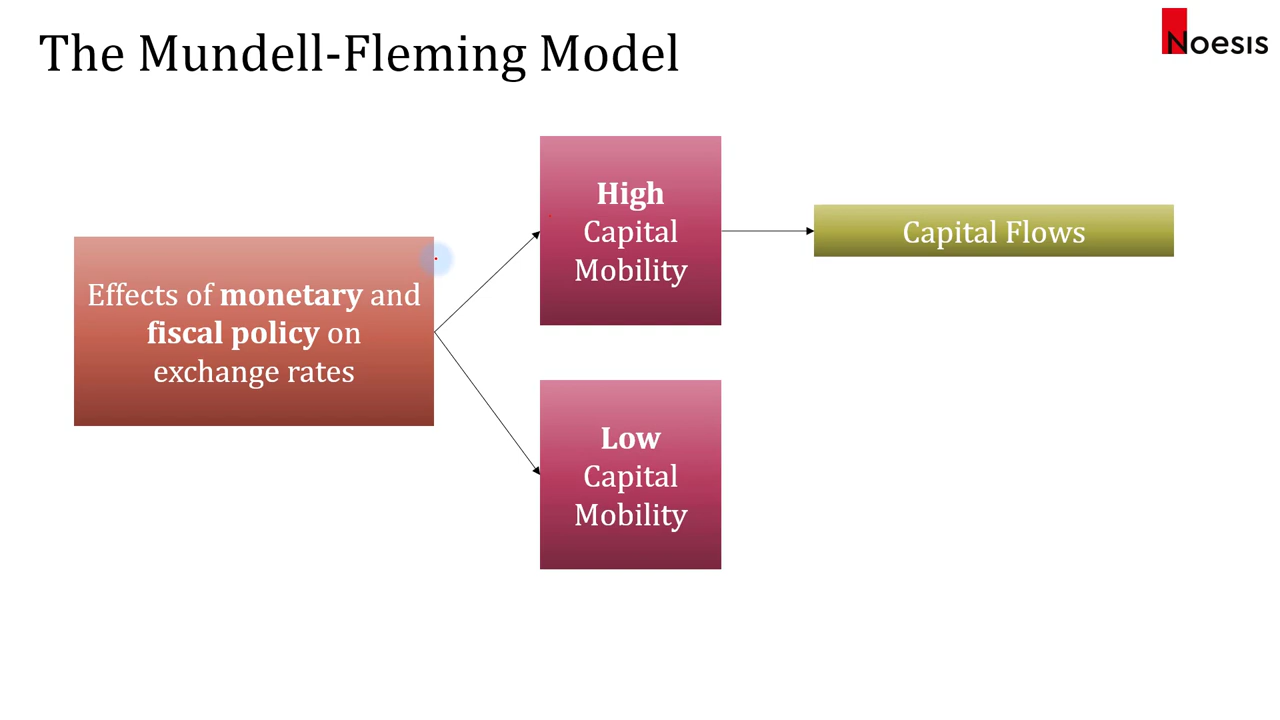 The Mundell-Fleming Model
Noesis
Effects of monetary and
fiscal policy on
exchange rates
High
Capital
Mobility
Capital Flows
Low
Capital
Mobility